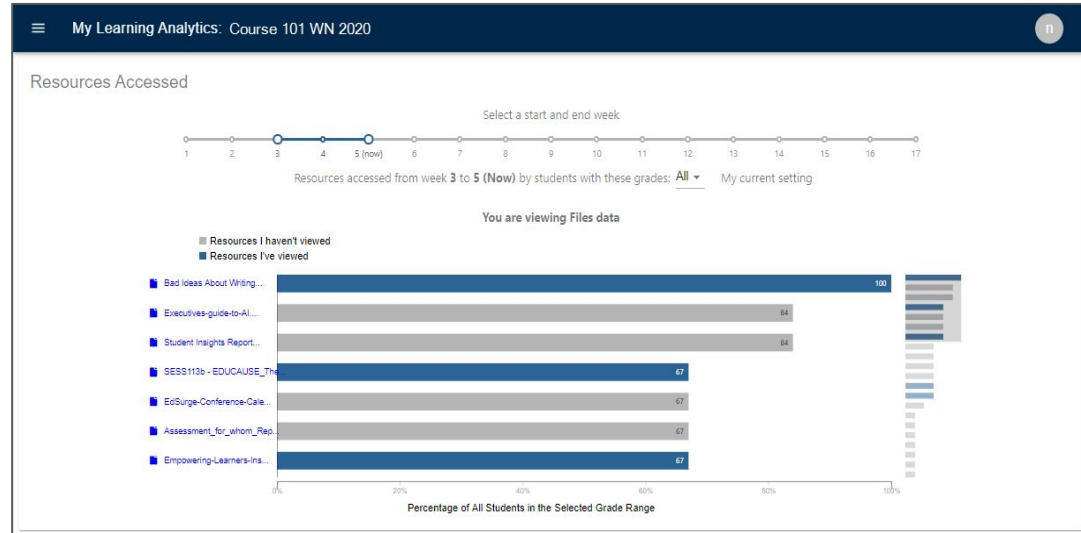 My Learning Analytics: Course 101 WN 2020
n
Resources Accessed
Select a start and end week
1 2 3 4 5 (now) 6 7 8 9 10 11 12 13 14 15 16 17
Resources accessed from week 3 to 5 (Now) by students with these grades: All My current setting
You are viewing Files data
Resources I haven't viewed
Resources I've viewed
Bad Ideas About Writing... 100
Executives-guide-to-AI.... 84
Student Insights Report... 84
SESS113b - EDUCAUSE_The... 67
EdSurge-Conference-Cale... 67
Assessment_for_whom_Rep... 67
Empowering-Learners-Ins... 67
0% 20% 40% 60% 80% 100%
Percentage of All Students in the Selected Grade Range